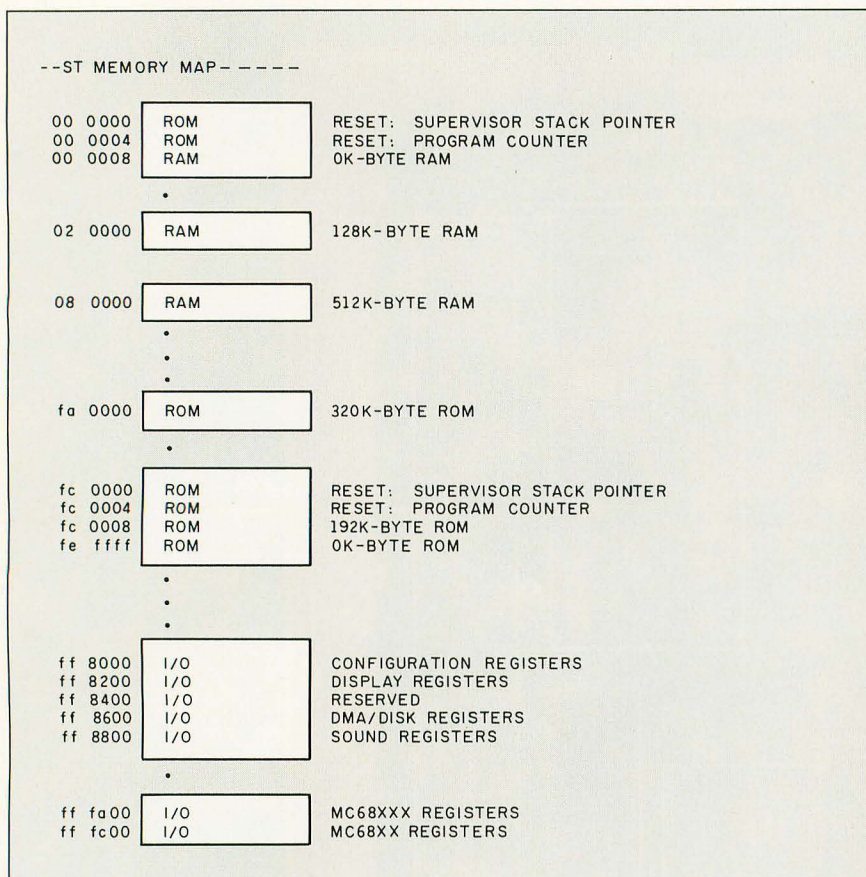 --ST MEMORY MAP-----
00 0000 ROM RESET: SUPERVISOR STACK POINTER
00 0004 ROM RESET: PROGRAM COUNTER
00 0008 RAM 0K-BYTE RAM
02 0000 RAM 128K-BYTE RAM
08 0000 RAM 512K-BYTE RAM
fa 0000 ROM 320K-BYTE ROM
fc 0000 ROM RESET: SUPERVISOR STACK POINTER
fc 0004 ROM RESET: PROGRAM COUNTER
fc 0008 ROM 192K-BYTE ROM
fe ffff ROM 0K-BYTE ROM
ff 8000 I/O CONFIGURATION REGISTERS
ff 8200 I/O DISPLAY REGISTERS
ff 8400 I/O RESERVED
ff 8600 I/O DMA/DISK REGISTERS
ff 8800 I/O SOUND REGISTERS
ff fa00 I/O MC68XXX REGISTERS
ff fc00 I/O MC68XX REGISTERS